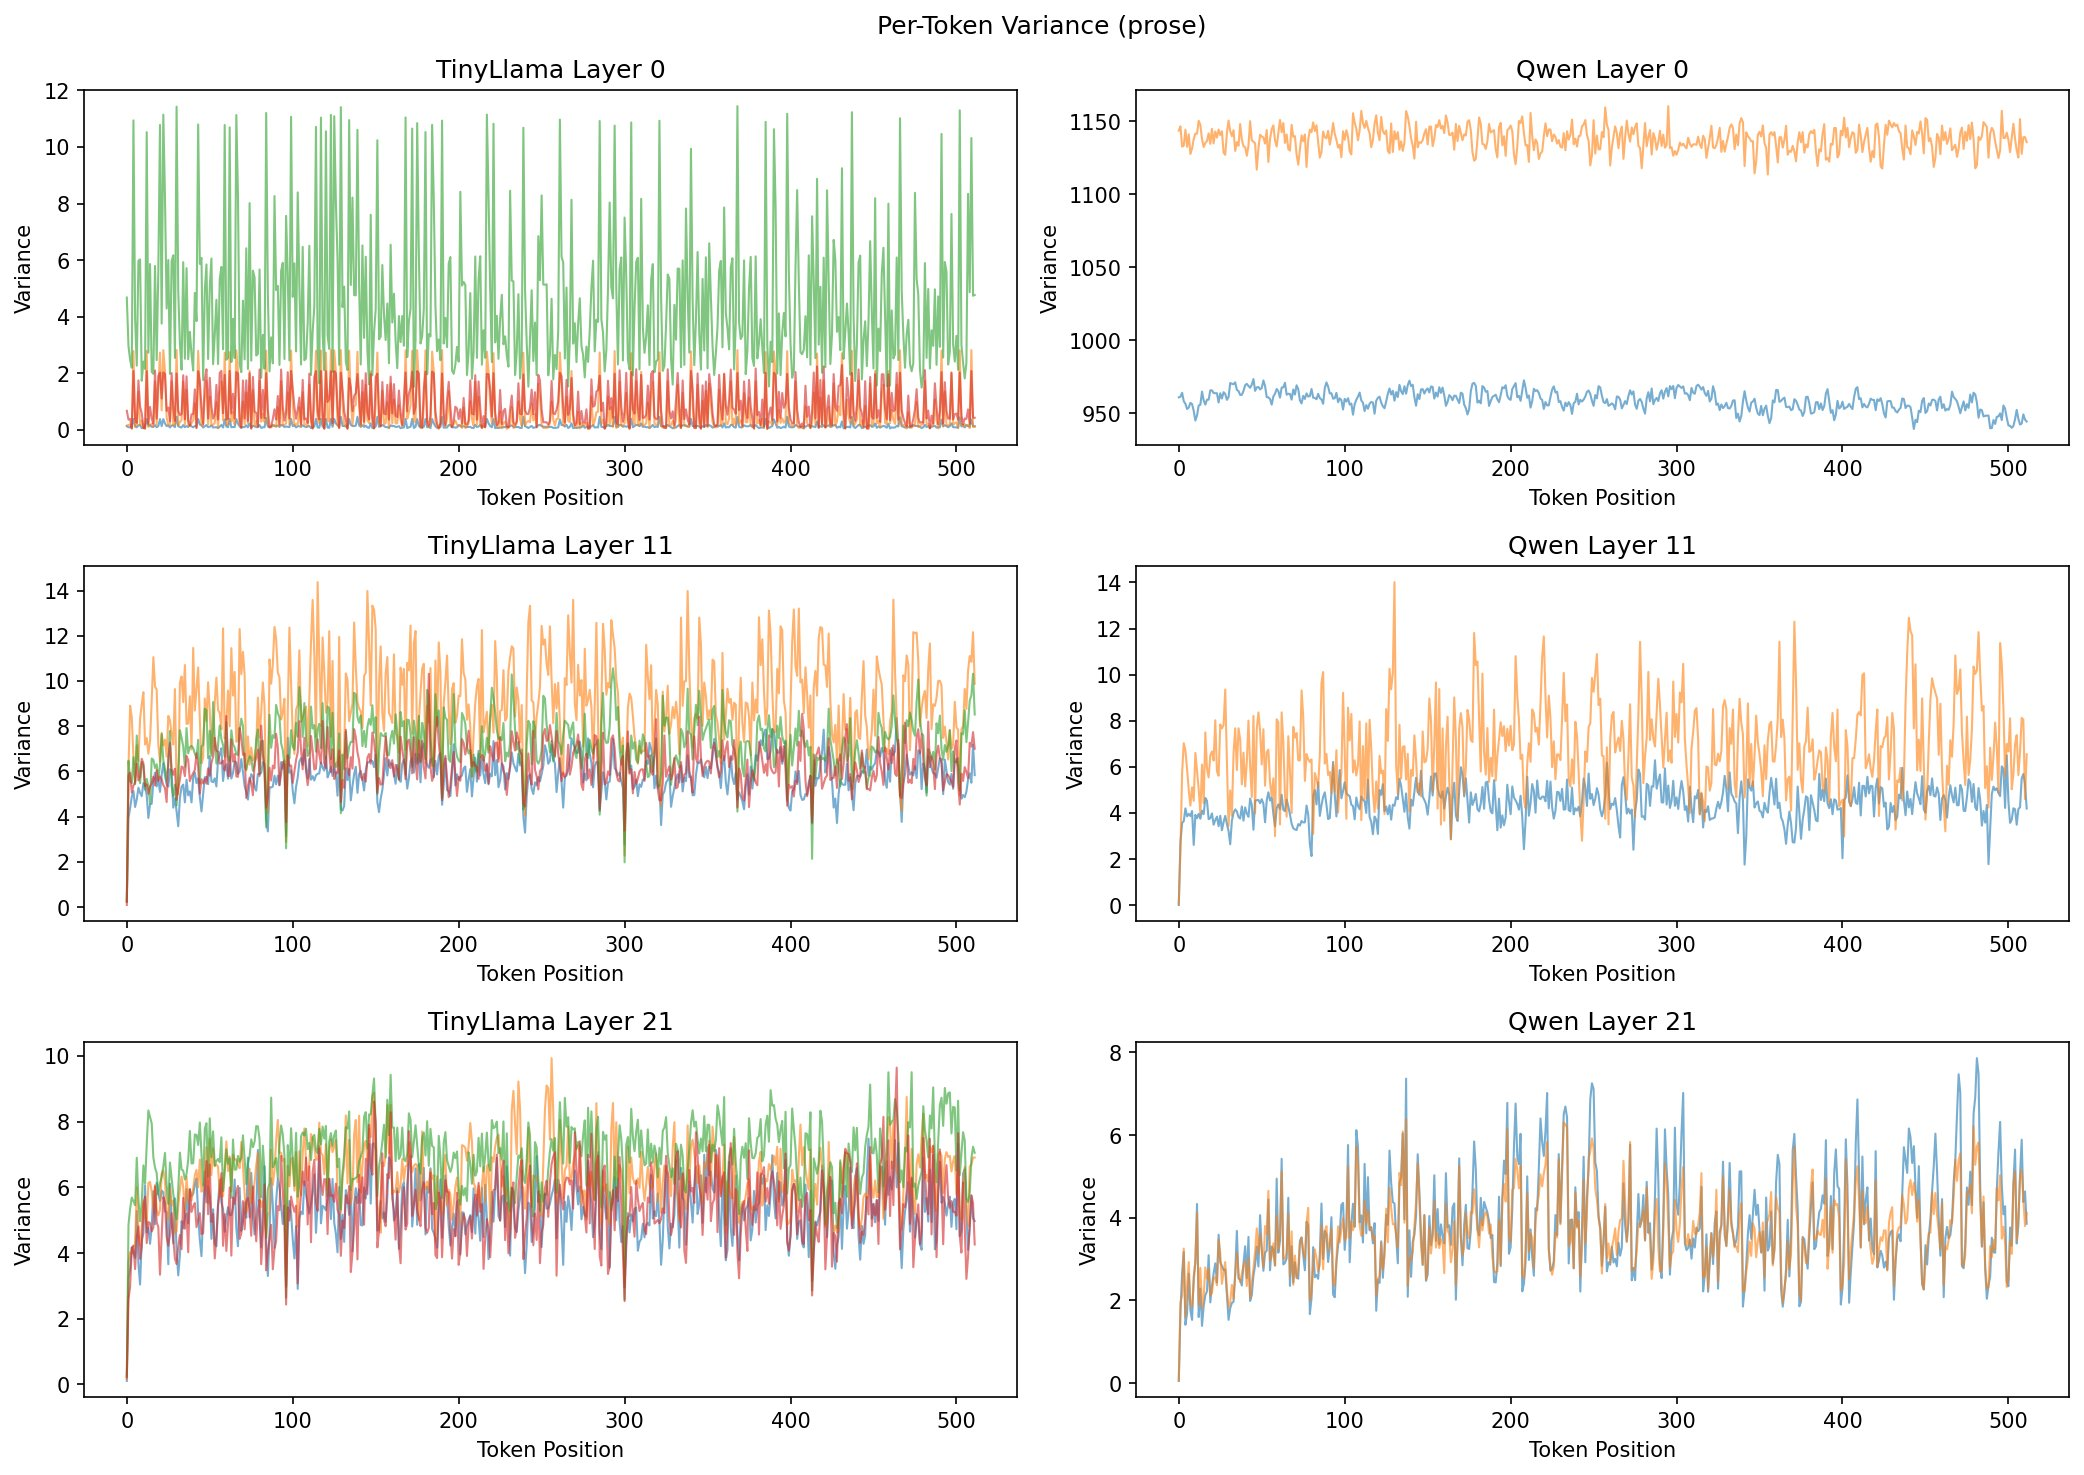 Per-Token Variance (prose)
TinyLlama Layer 0
Variance
12
10
8
6
4
2
0
0 100 200 300 400 500
Token Position
Qwen Layer 0
Variance
1150
1100
1050
1000
950
0 100 200 300 400 500
Token Position
TinyLlama Layer 11
Variance
14
12
10
8
6
4
2
0
0 100 200 300 400 500
Token Position
Qwen Layer 11
Variance
14
12
10
8
6
4
2
0
0 100 200 300 400 500
Token Position
TinyLlama Layer 21
Variance
10
8
6
4
2
0
0 100 200 300 400 500
Token Position
Qwen Layer 21
Variance
8
6
4
2
0
0 100 200 300 400 500
Token Position